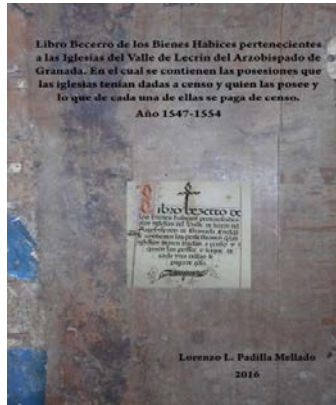 Libro Becerro de los Bienes Hábices pertenecientes
a las Iglesias del Valle de Lecrín del Arzobispado de
Granada. En el cual se contienen las posesiones que
las iglesias tenían dadas a censo y quien las posee y
lo que de cada una de ellas se paga de censo.
Año 1547-1554
Libro bezerro de
Lorenzo L. Padilla Mellado
2016